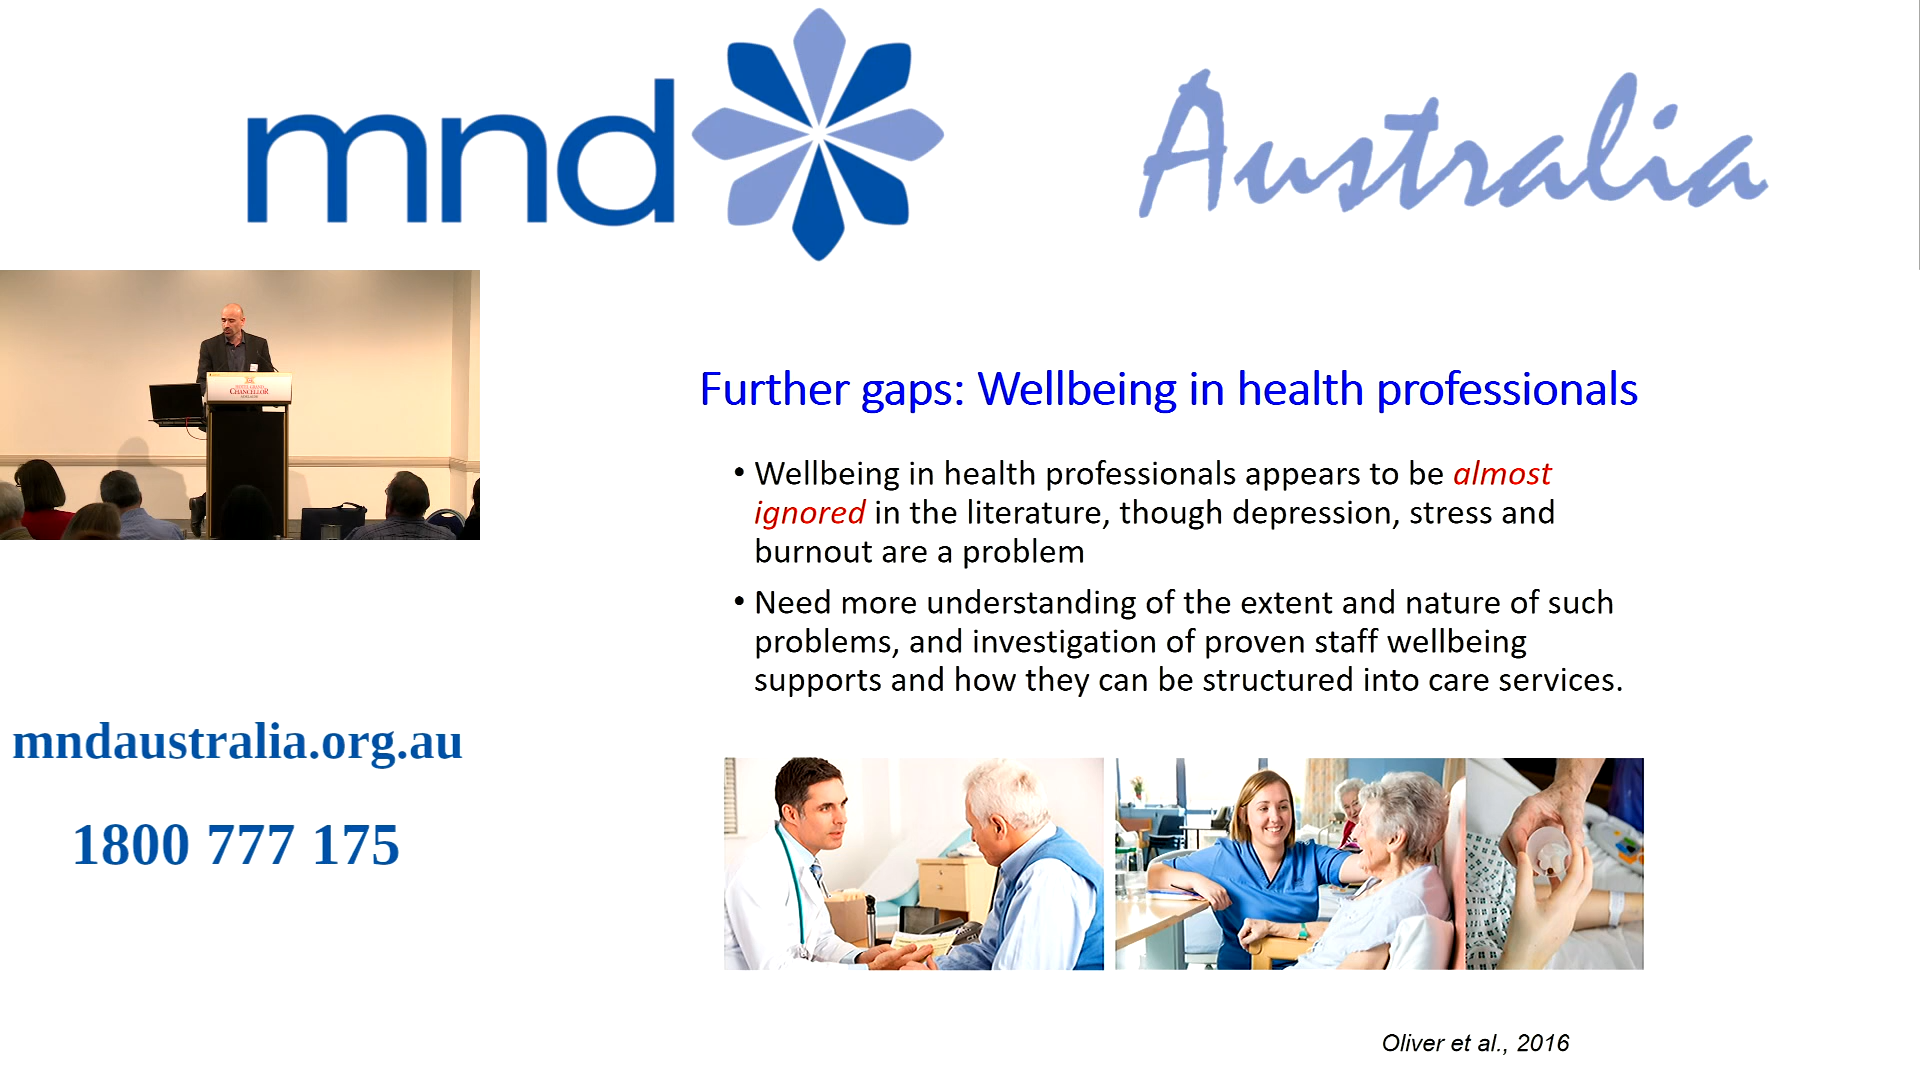 mnd Australia
HOTEL GRAND
CHANCELLOR
Further gaps: Wellbeing in health professionals
• Wellbeing in health professionals appears to be almost
ignored in the literature, though depression, stress and
burnout are a problem
• Need more understanding of the extent and nature of such
problems, and investigation of proven staff wellbeing
supports and how they can be structured into care services.
mndaustralia.org.au
1800 777 175
Oliver et al., 2016